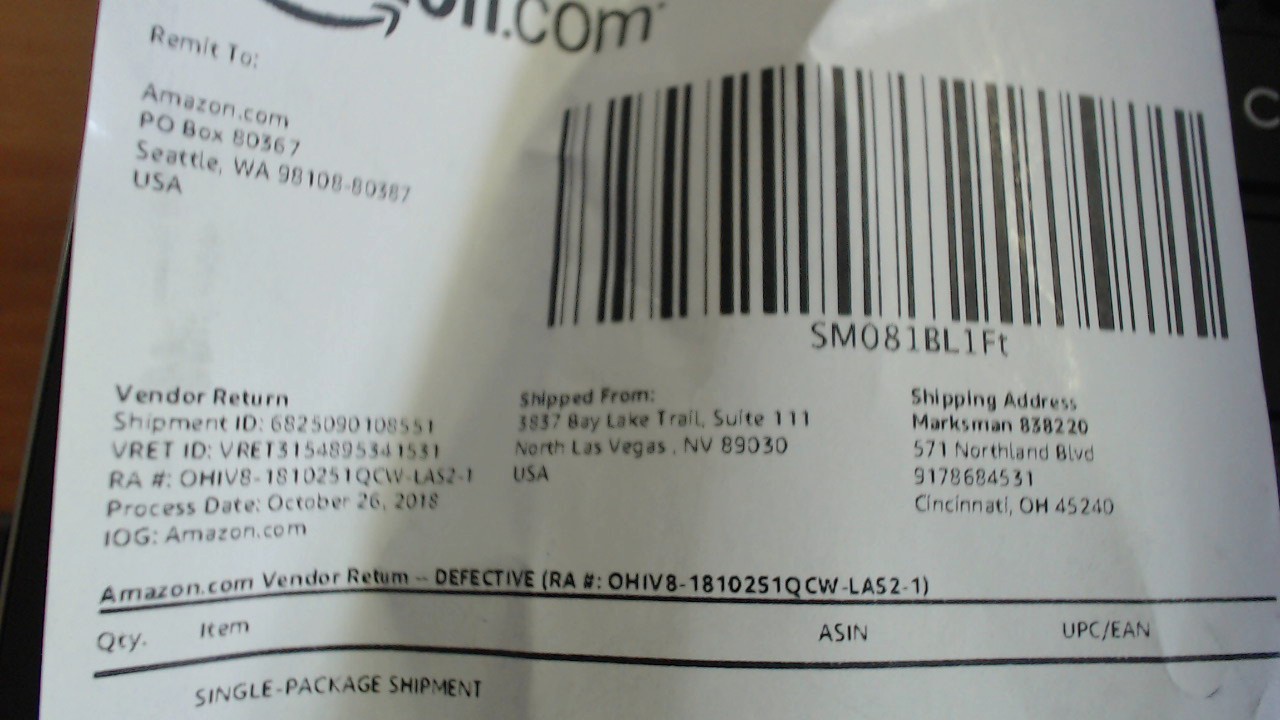 on.com
Remit To:
Amazon.com
PO Box 80367
Seattle, WA 98108-80387
USA
SM081BL1Ft
Vendor Return
Shipment ID: 6825090108551
VRET ID: VRET3154895341531
RA #: OHIV8-1810251QCW-LAS2-1
Process Date: October 26, 2018
IOG: Amazon.com
Shipped From:
3837 Bay Lake Trail, Suite 111
North Las Vegas , NV 89030
USA
Shipping Address
Marksman 838220
571 Northland Blvd
9178684531
Cincinnati, OH 45240
Amazon.com Vendor Return -- DEFECTIVE (RA #: OHIV8-1810251QCW-LAS2-1)
Qty. Item ASIN UPC/EAN
SINGLE-PACKAGE SHIPMENT